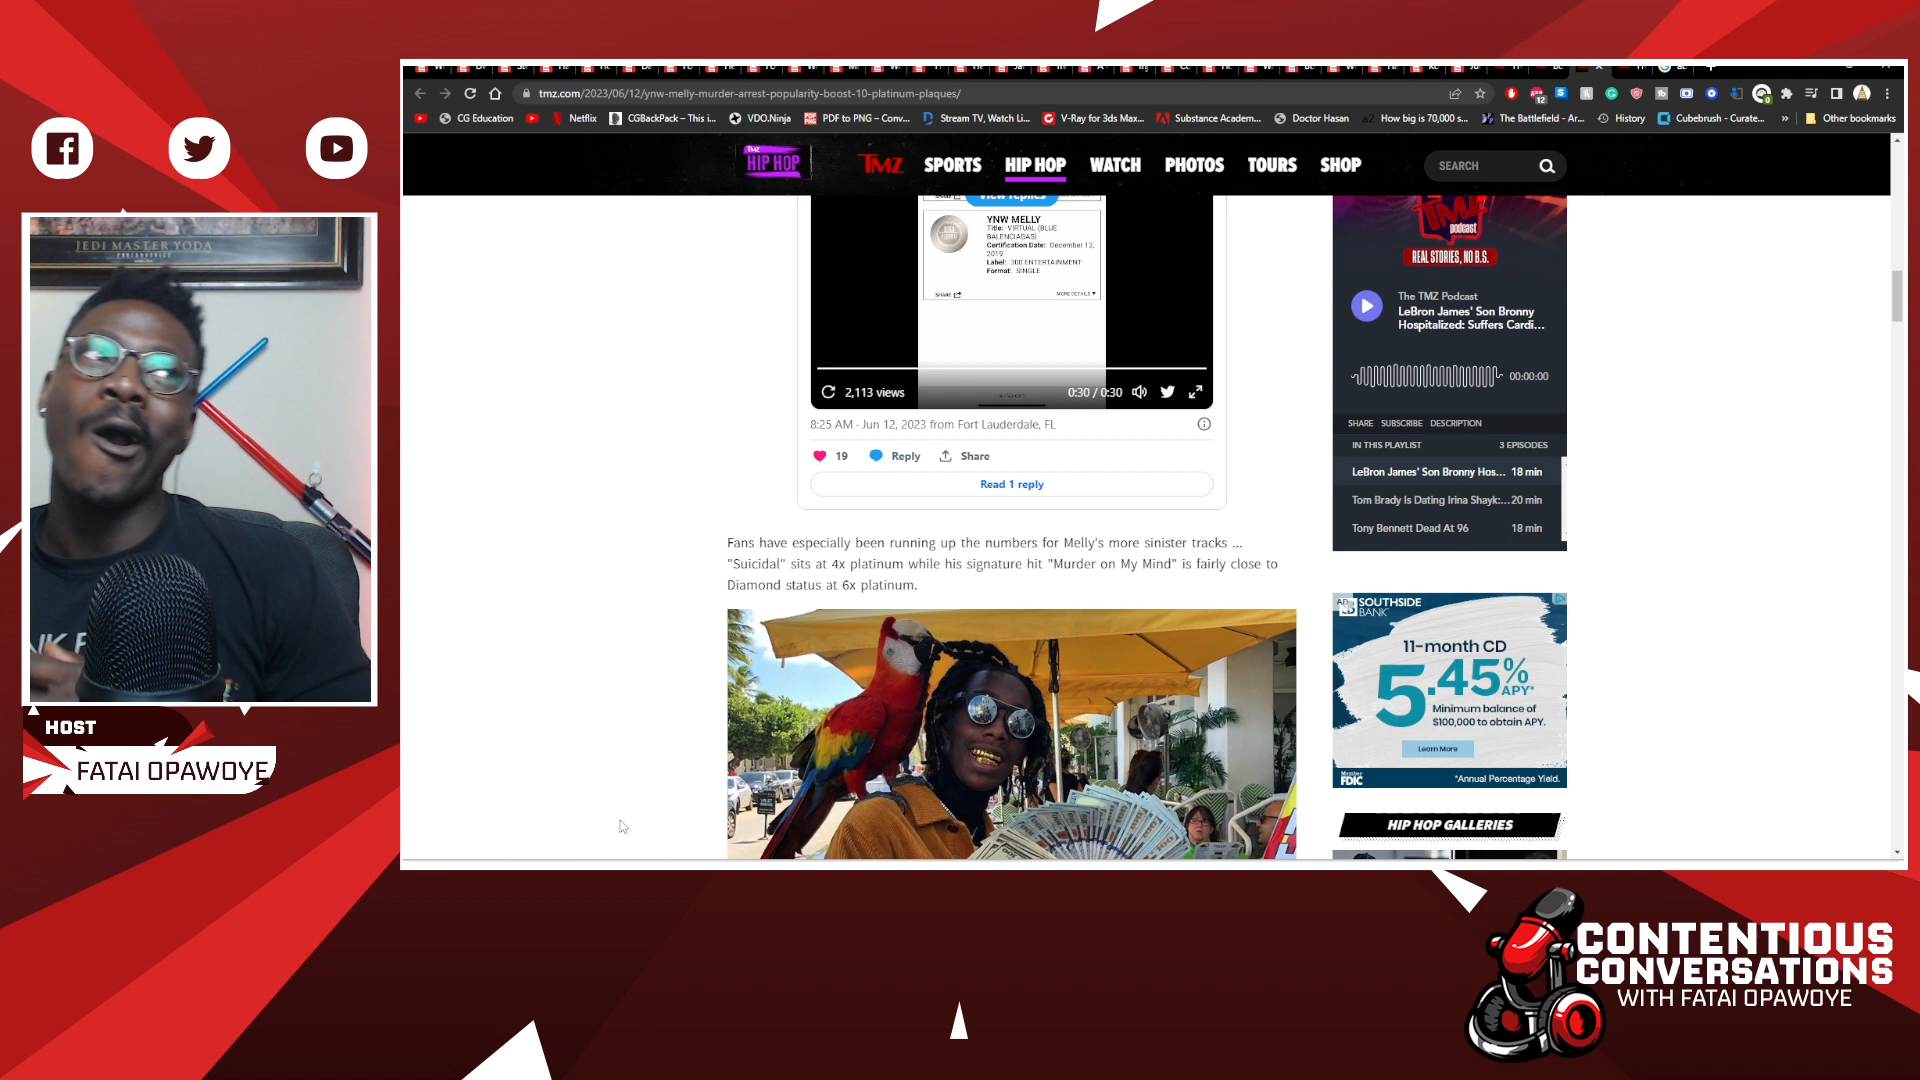 tmz.com/2023/06/12/ynw-melly-murder-arrest-popularity-boost-10-platinum-plaques/
CG Education
Netflix
CGBackPack – This i...
VDO.Ninja
PDF to PNG – Conv...
Stream TV, Watch Li...
V-Ray for 3ds Max...
Substance Academ...
Doctor Hasan
How big is 70,000 s...
The Battlefield - Ar...
History
Cubebrush - Curate...
»
Other bookmarks
TMZ
HIP HOP
TMZ
SPORTS
HIP HOP
WATCH
PHOTOS
TOURS
SHOP
SEARCH
JEDI MASTER YODA
HOST
FATAI OPAWOYE
View replies
YNW MELLY
Title: VIRTUAL (BLUE
BALENCIAGAS)
Certification Date: December 12,
2019
Label: 300 ENTERTAINMENT
Format: SINGLE
SHARE
MORE DETAILS
2,113 views
0:30 / 0:30
8:25 AM · Jun 12, 2023 from Fort Lauderdale, FL
19
Reply
Share
Read 1 reply
Fans have especially been running up the numbers for Melly's more sinister tracks ...
"Suicidal" sits at 4x platinum while his signature hit "Murder on My Mind" is fairly close to
Diamond status at 6x platinum.
TMZ
podcast
REAL STORIES, NO B.S.
The TMZ Podcast
LeBron James' Son Bronny
Hospitalized: Suffers Cardi...
00:00:00
SHARE SUBSCRIBE DESCRIPTION
IN THIS PLAYLIST
3 EPISODES
LeBron James' Son Bronny Hos... 18 min
Tom Brady Is Dating Irina Shayk:... 20 min
Tony Bennett Dead At 96 18 min
AD
SOUTHSIDE
BANK
11-month CD
5.45%
APY*
Minimum balance of
$100,000 to obtain APY.
Learn More
Member
FDIC
*Annual Percentage Yield.
HIP HOP GALLERIES
CONTENTIOUS
CONVERSATIONS
WITH FATAI OPAWOYE